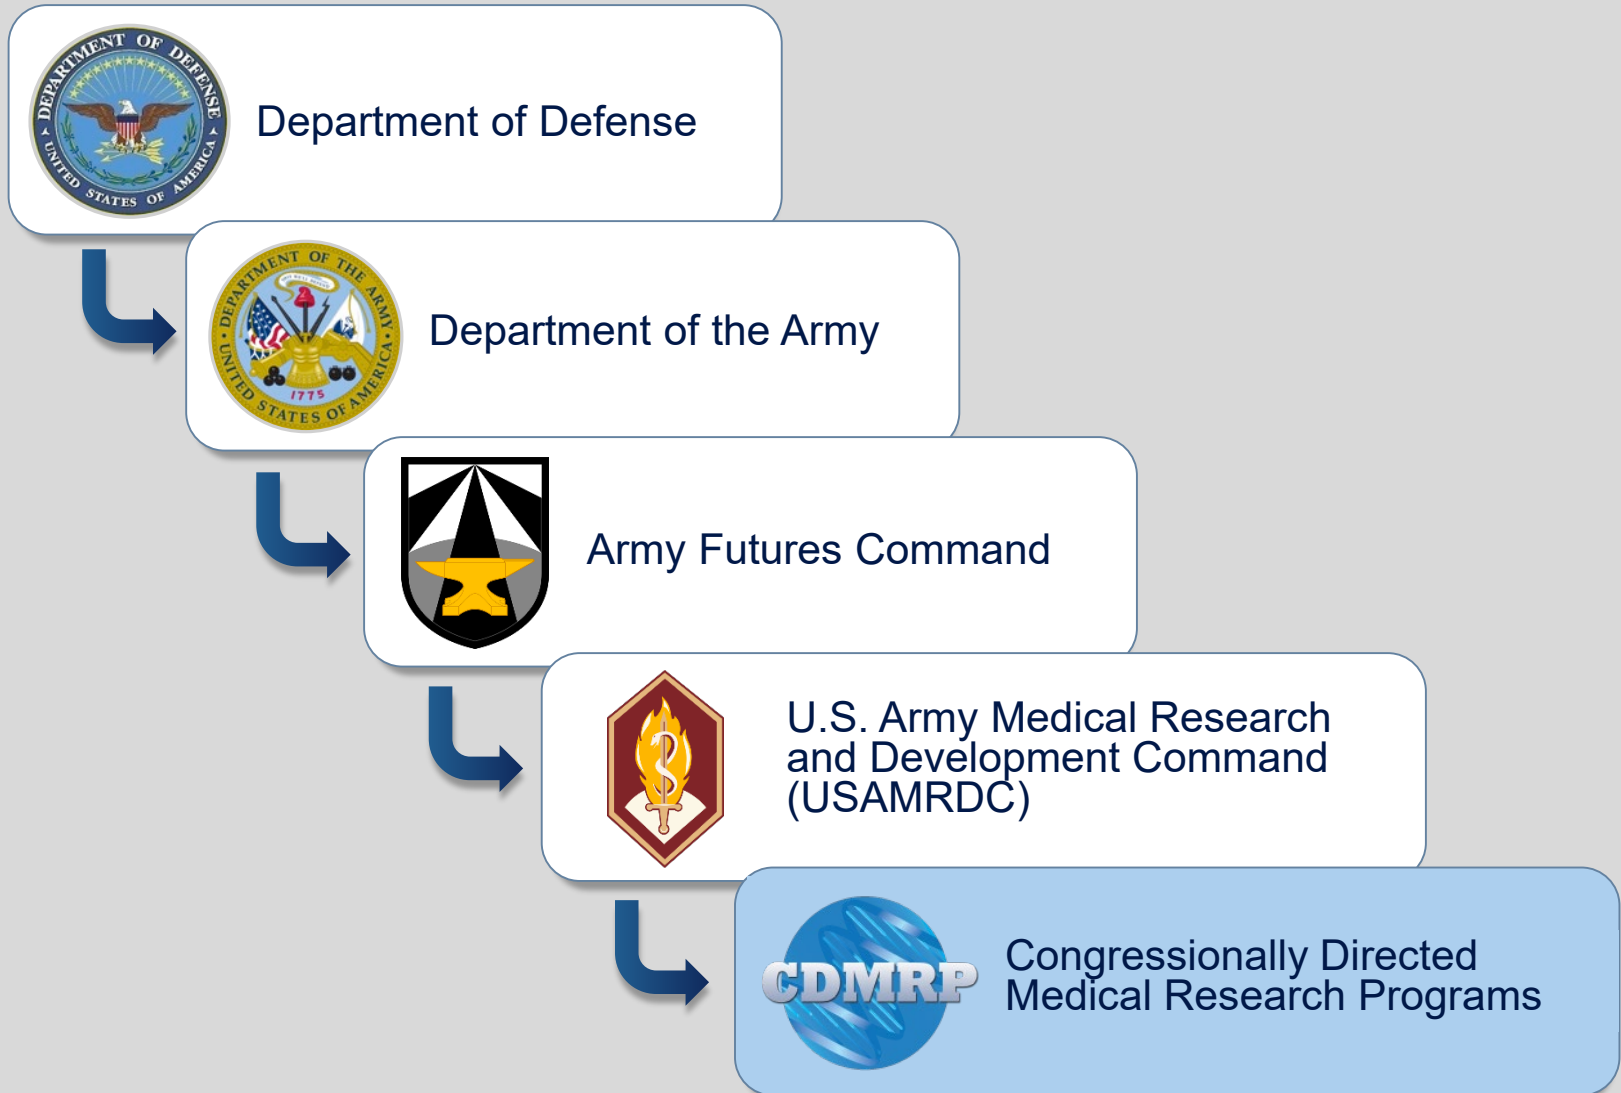 DEPARTMENT OF DEFENSE
UNITED STATES OF AMERICA
Department of Defense
DEPARTMENT OF THE ARMY
UNITED STATES OF AMERICA
1775
Department of the Army
Army Futures Command
U.S. Army Medical Research
and Development Command
(USAMRDC)
CDMRP
Congressionally Directed
Medical Research Programs